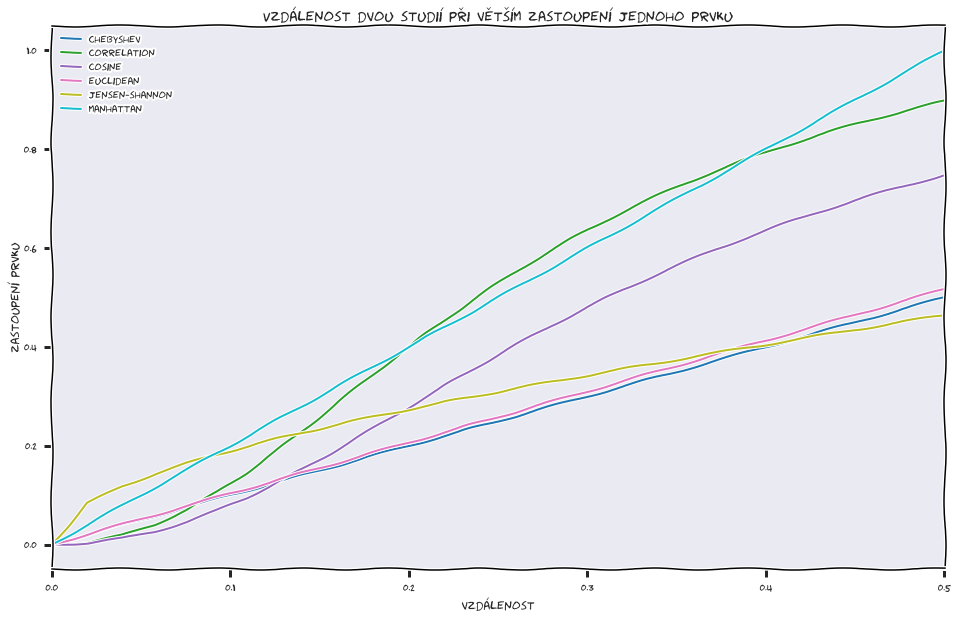 VZDÁLENOST DVOU STUDIÍ PŘI VĚTŠÍM ZASTOUPENÍ JEDNOHO PRVKU
CHEBYSHEV
CORRELATION
COSINE
EUCLIDEAN
JENSEN-SHANNON
MANHATTAN
ZASTOUPENÍ PRVKU
1.0
0.8
0.6
0.4
0.2
0.0
0.0 0.1 0.2 0.3 0.4 0.5
VZDÁLENOST